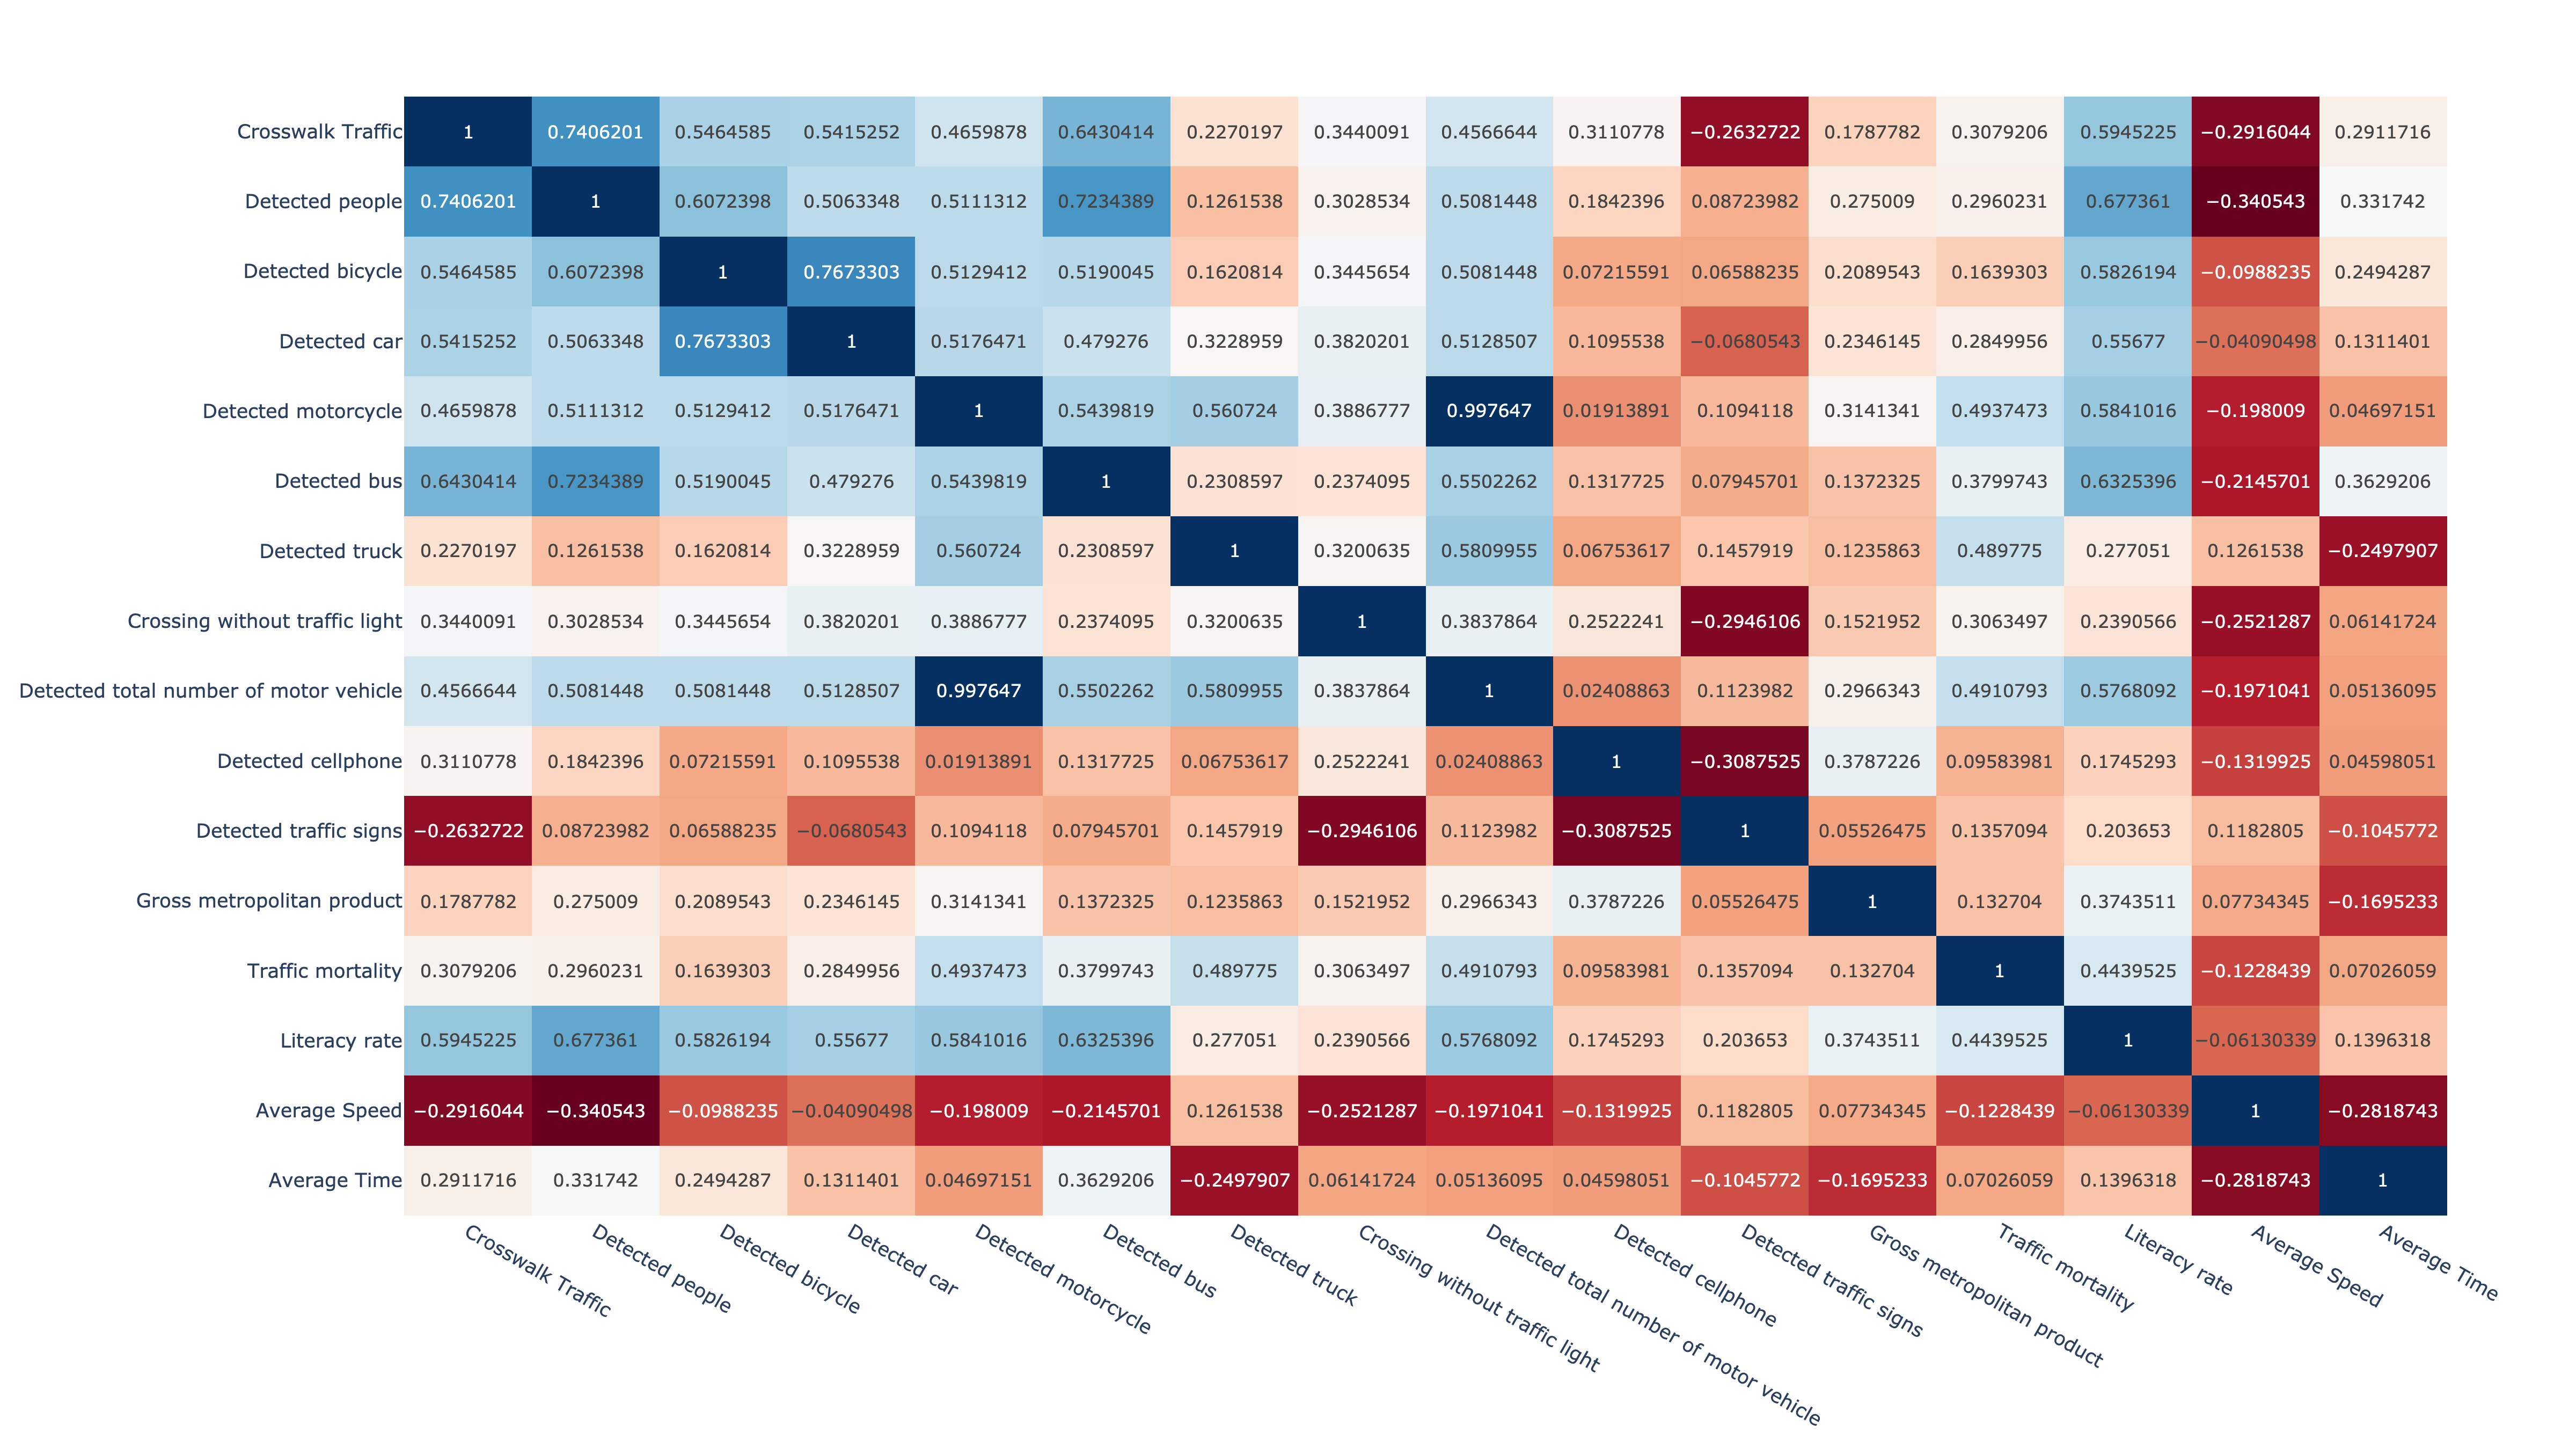 Crosswalk Traffic 1 0.7406201 0.5464585 0.5415252 0.4659878 0.6430414 0.2270197 0.3440091 0.4566644 0.3110778 −0.2632722 0.1787782 0.3079206 0.5945225 −0.2916044 0.2911716
Detected people 0.7406201 1 0.6072398 0.5063348 0.5111312 0.7234389 0.1261538 0.3028534 0.5081448 0.1842396 0.08723982 0.275009 0.2960231 0.677361 −0.340543 0.331742
Detected bicycle 0.5464585 0.6072398 1 0.7673303 0.5129412 0.5190045 0.1620814 0.3445654 0.5081448 0.07215591 0.06588235 0.2089543 0.1639303 0.5826194 −0.0988235 0.2494287
Detected car 0.5415252 0.5063348 0.7673303 1 0.5176471 0.479276 0.3228959 0.3820201 0.5128507 0.1095538 −0.0680543 0.2346145 0.2849956 0.55677 −0.04090498 0.1311401
Detected motorcycle 0.4659878 0.5111312 0.5129412 0.5176471 1 0.5439819 0.560724 0.3886777 0.997647 0.01913891 0.1094118 0.3141341 0.4937473 0.5841016 −0.198009 0.04697151
Detected bus 0.6430414 0.7234389 0.5190045 0.479276 0.5439819 1 0.2308597 0.2374095 0.5502262 0.1317725 0.07945701 0.1372325 0.3799743 0.6325396 −0.2145701 0.3629206
Detected truck 0.2270197 0.1261538 0.1620814 0.3228959 0.560724 0.2308597 1 0.3200635 0.5809955 0.06753617 0.1457919 0.1235863 0.489775 0.277051 0.1261538 −0.2497907
Crossing without traffic light 0.3440091 0.3028534 0.3445654 0.3820201 0.3886777 0.2374095 0.3200635 1 0.3837864 0.2522241 −0.2946106 0.1521952 0.3063497 0.2390566 −0.2521287 0.06141724
Detected total number of motor vehicle 0.4566644 0.5081448 0.5081448 0.5128507 0.997647 0.5502262 0.5809955 0.3837864 1 0.02408863 0.1123982 0.2966343 0.4910793 0.5768092 −0.1971041 0.05136095
Detected cellphone 0.3110778 0.1842396 0.07215591 0.1095538 0.01913891 0.1317725 0.06753617 0.2522241 0.02408863 1 −0.3087525 0.3787226 0.09583981 0.1745293 −0.1319925 0.04598051
Detected traffic signs −0.2632722 0.08723982 0.06588235 −0.0680543 0.1094118 0.07945701 0.1457919 −0.2946106 0.1123982 −0.3087525 1 0.05526475 0.1357094 0.203653 0.1182805 −0.1045772
Gross metropolitan product 0.1787782 0.275009 0.2089543 0.2346145 0.3141341 0.1372325 0.1235863 0.1521952 0.2966343 0.3787226 0.05526475 1 0.132704 0.3743511 0.07734345 −0.1695233
Traffic mortality 0.3079206 0.2960231 0.1639303 0.2849956 0.4937473 0.3799743 0.489775 0.3063497 0.4910793 0.09583981 0.1357094 0.132704 1 0.4439525 −0.1228439 0.07026059
Literacy rate 0.5945225 0.677361 0.5826194 0.55677 0.5841016 0.6325396 0.277051 0.2390566 0.5768092 0.1745293 0.203653 0.3743511 0.4439525 1 −0.06130339 0.1396318
Average Speed −0.2916044 −0.340543 −0.0988235 −0.04090498 −0.198009 −0.2145701 0.1261538 −0.2521287 −0.1971041 −0.1319925 0.1182805 0.07734345 −0.1228439 −0.06130339 1 −0.2818743
Average Time 0.2911716 0.331742 0.2494287 0.1311401 0.04697151 0.3629206 −0.2497907 0.06141724 0.05136095 0.04598051 −0.1045772 −0.1695233 0.07026059 0.1396318 −0.2818743 1
Crosswalk Traffic
Detected people
Detected bicycle
Detected car
Detected motorcycle
Detected bus
Detected truck
Crossing without traffic light
Detected total number of motor vehicle
Detected cellphone
Detected traffic signs
Gross metropolitan product
Traffic mortality
Literacy rate
Average Speed
Average Time